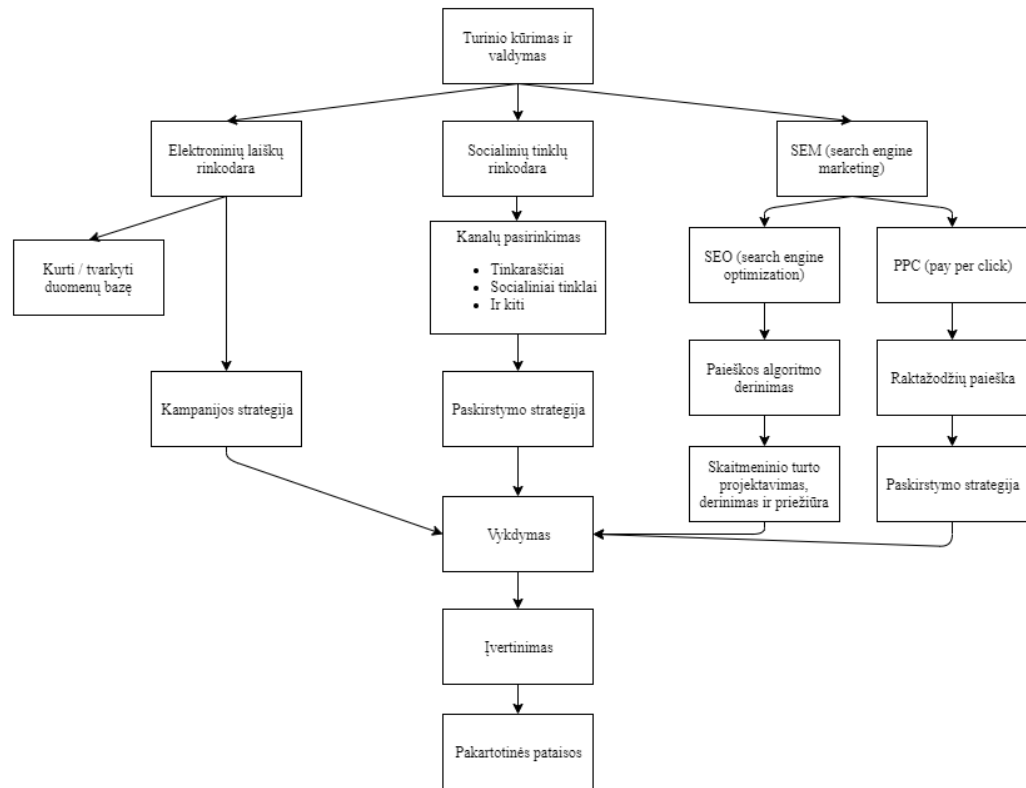 Turinio kūrimas ir
valdymas
Elektroninių laiškų
rinkodara
Socialinių tinklų
rinkodara
SEM (search engine
marketing)
Kurti / tvarkyti
duomenų bazę
Kanalų pasirinkimas
• Tinkaraščiai
• Socialiniai tinklai
• Ir kiti
SEO (search engine
optimization)
PPC (pay per click)
Kampanijos strategija
Paskirstymo strategija
Paieškos algoritmo
derinimas
Raktažodžių paieška
Skaitmeninio turto
projektavimas,
derinimas ir priežiūra
Paskirstymo strategija
Vykdymas
Įvertinimas
Pakartotinės pataisos